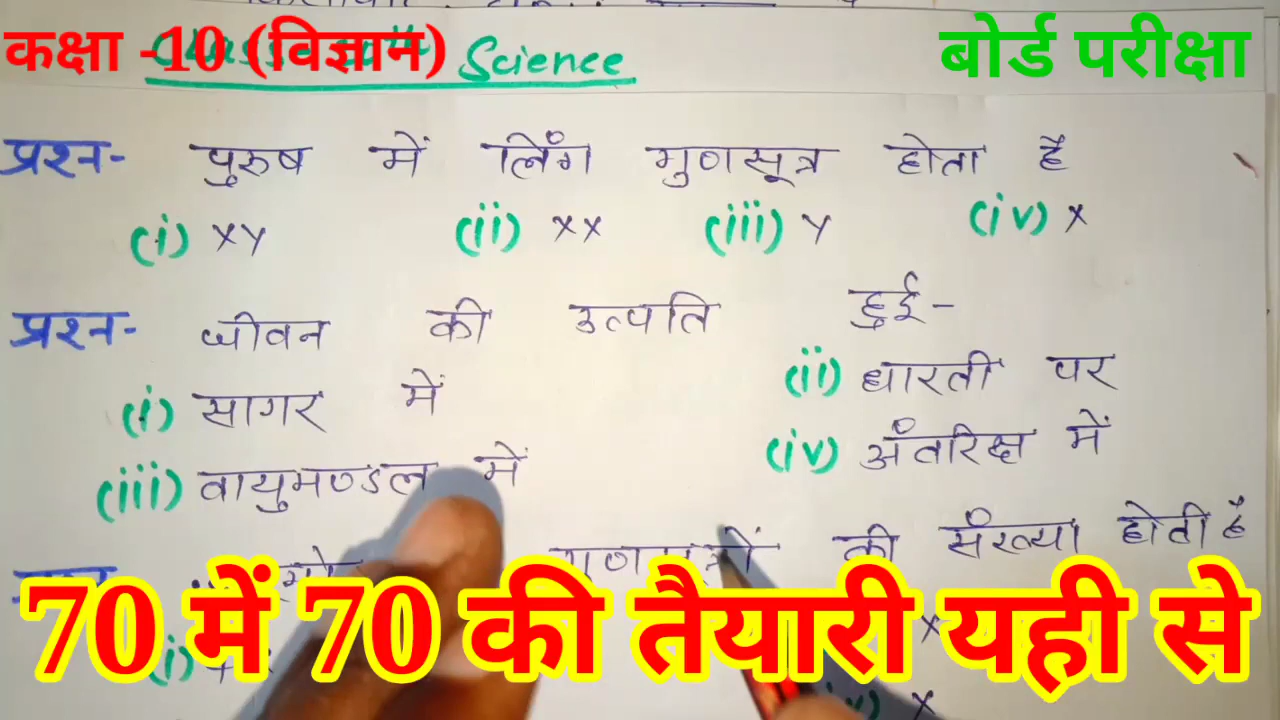 कक्षा -10 (विज्ञान) बोर्ड परीक्षा
Science
प्रश्न- पुरुष में लिंग गुणसूत्र होता है
(i) XY (ii) XX (iii) Y (iv) X
प्रश्न- जीवन की उत्पति हुई-
(i) सागर में (ii) धारती पर
(iii) वायुमण्डल में (iv) अंतरिक्ष में
की संख्या होती है
70 में 70 की तैयारी यही से
(i) X
X